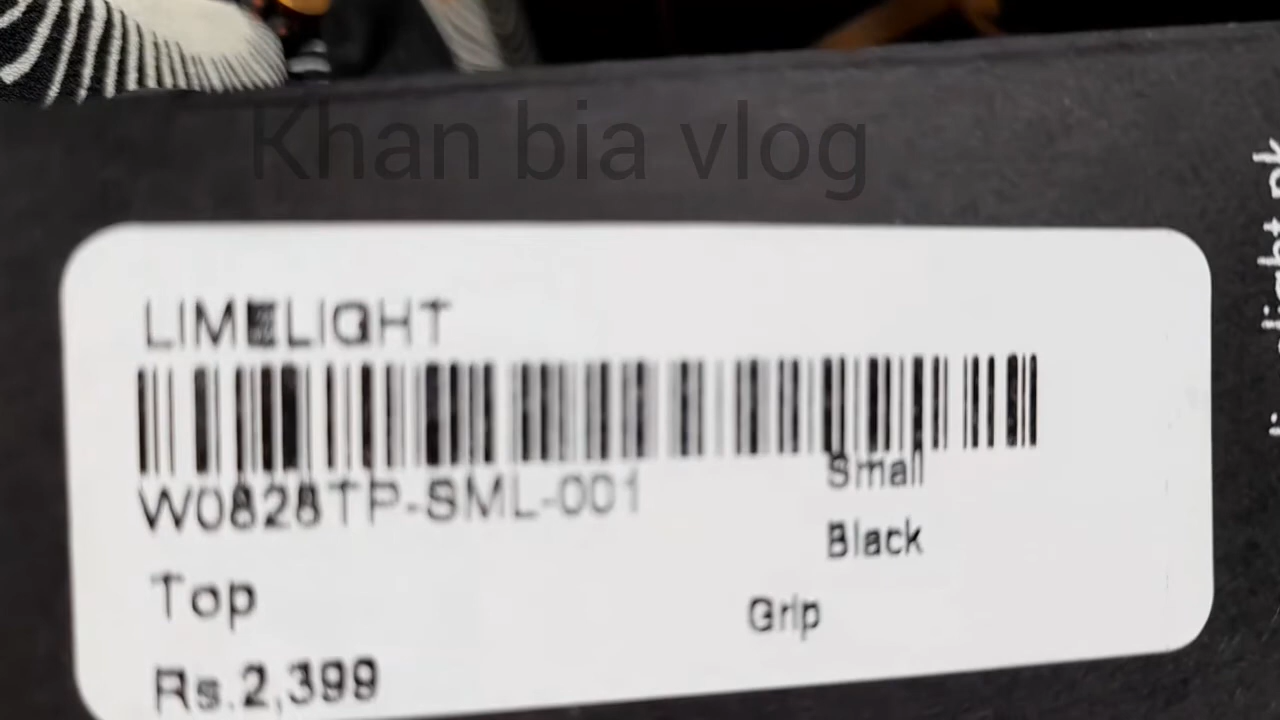 Khan bia vlog
LIMELIGHT
W0828TP-SML-001
Small
Black
Top
Grip
Rs.2,399